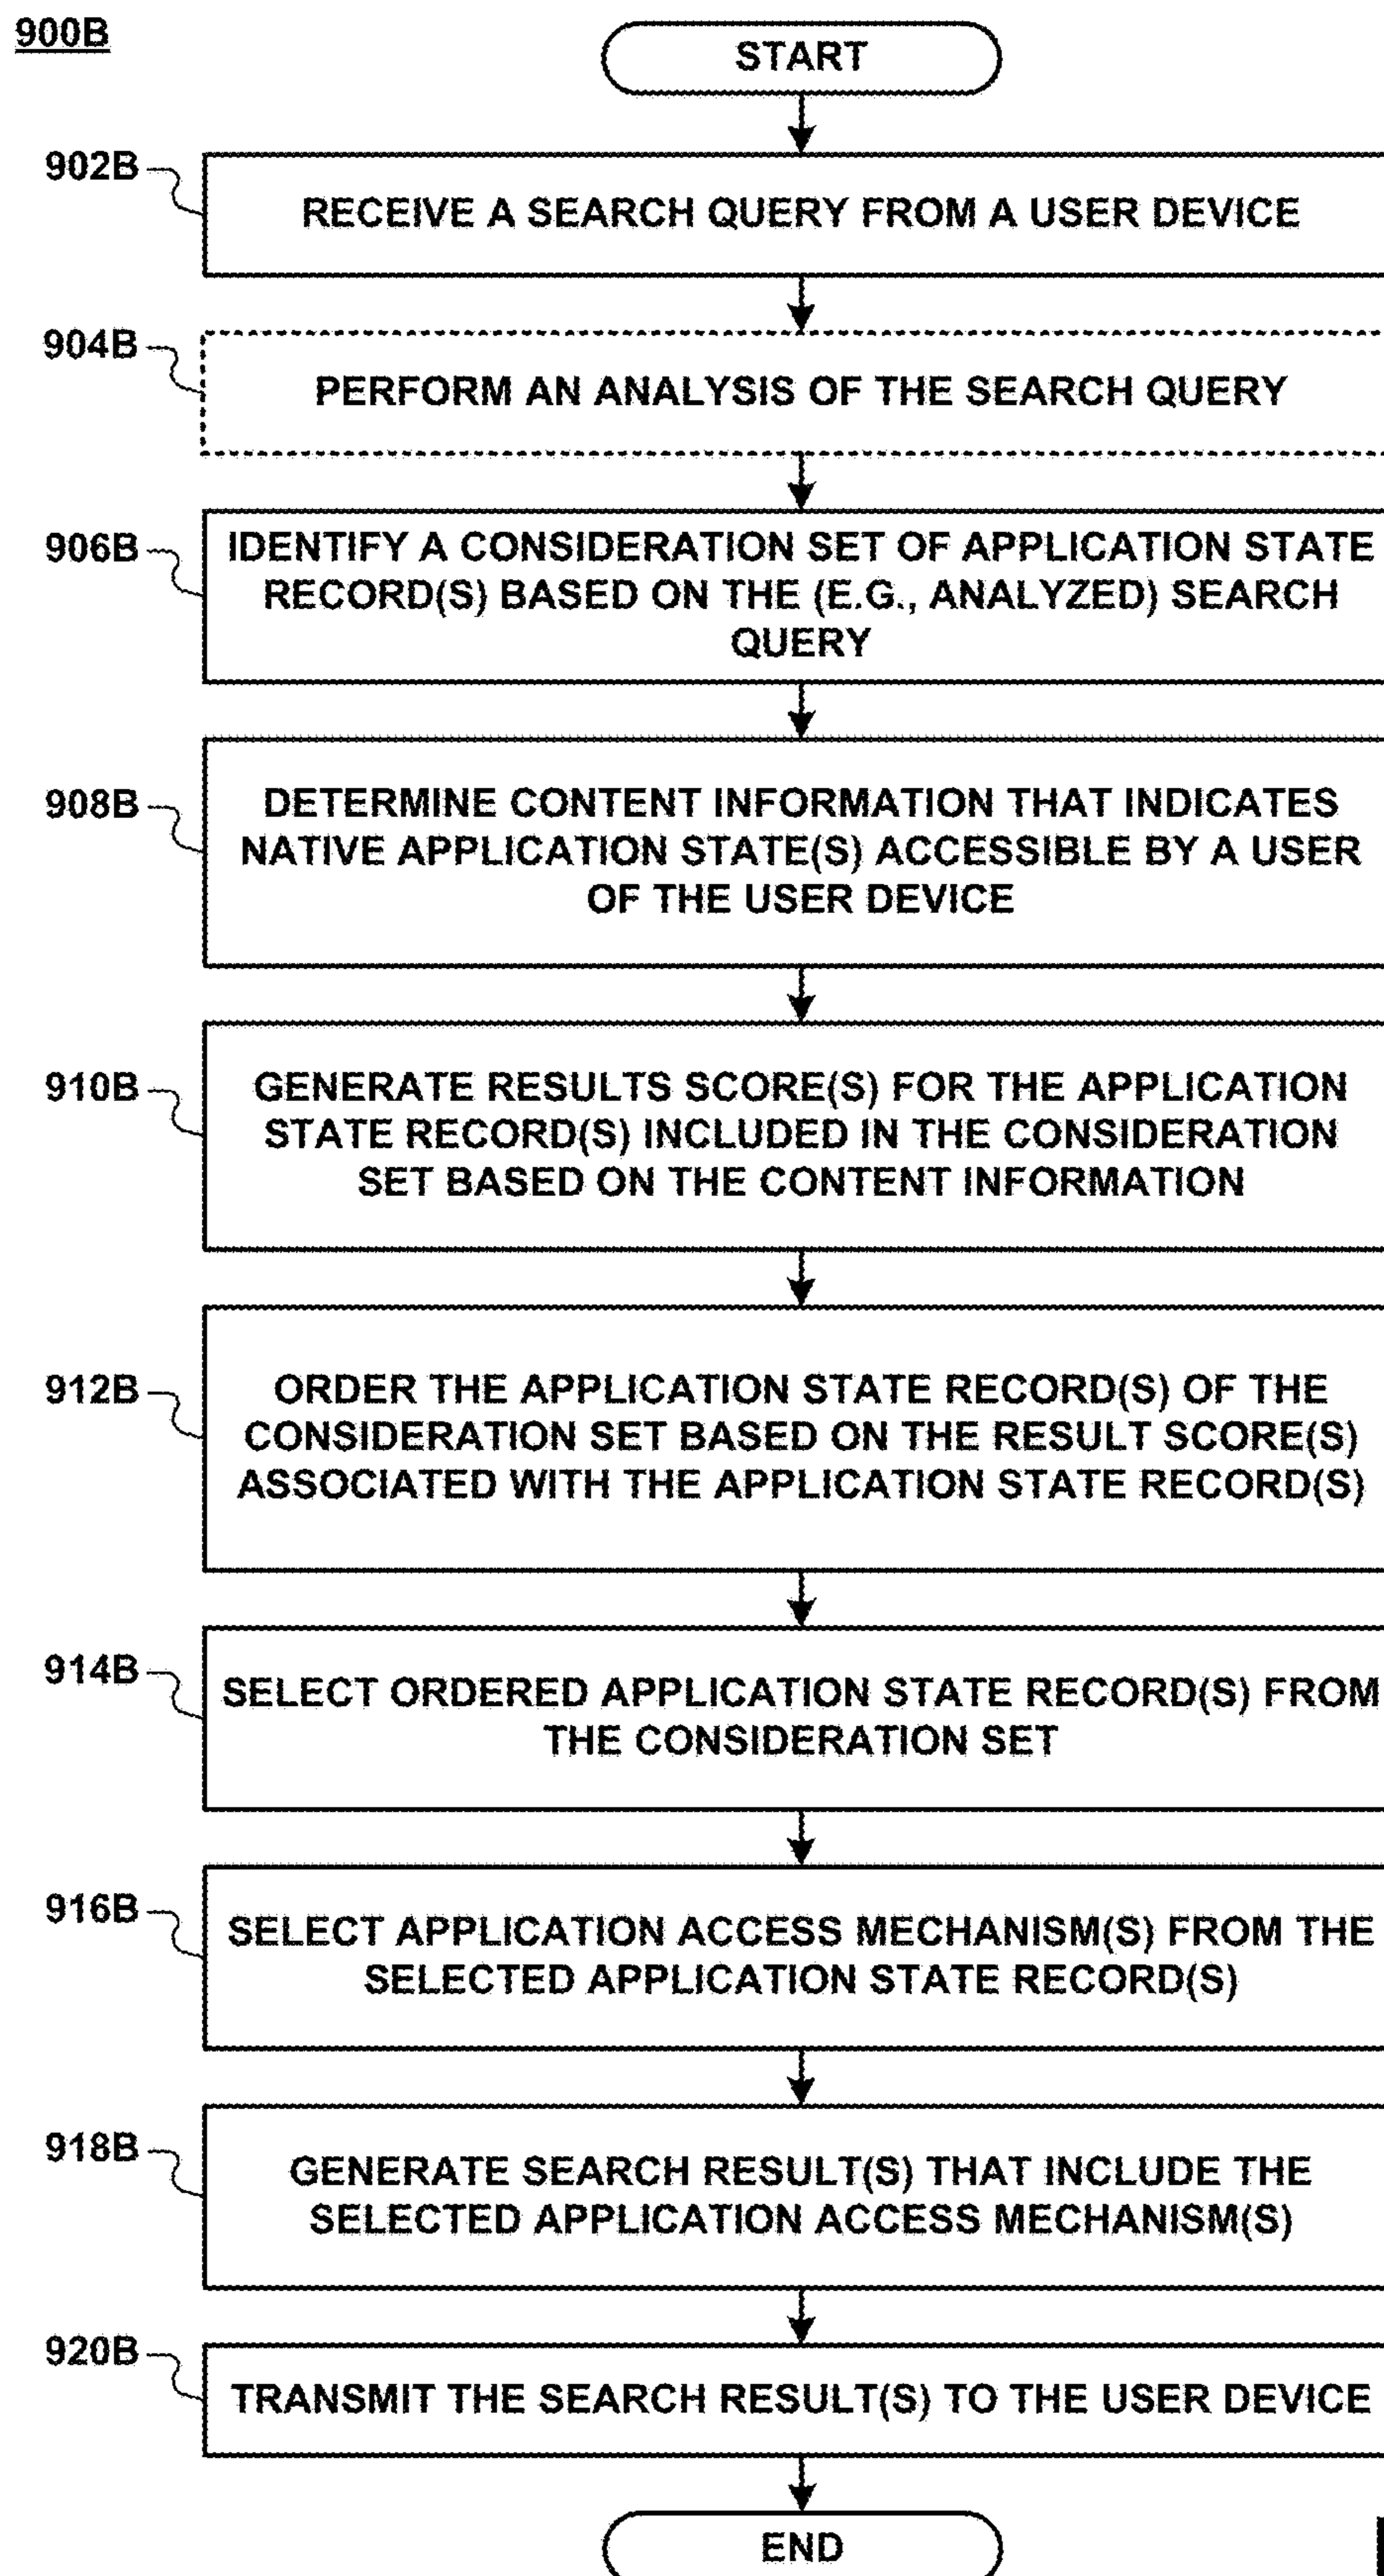 900B
START
902B
RECEIVE A SEARCH QUERY FROM A USER DEVICE
904B
PERFORM AN ANALYSIS OF THE SEARCH QUERY
906B
IDENTIFY A CONSIDERATION SET OF APPLICATION STATE
RECORD(S) BASED ON THE (E.G., ANALYZED) SEARCH
QUERY
908B
DETERMINE CONTENT INFORMATION THAT INDICATES
NATIVE APPLICATION STATE(S) ACCESSIBLE BY A USER
OF THE USER DEVICE
910B
GENERATE RESULTS SCORE(S) FOR THE APPLICATION
STATE RECORD(S) INCLUDED IN THE CONSIDERATION
SET BASED ON THE CONTENT INFORMATION
912B
ORDER THE APPLICATION STATE RECORD(S) OF THE
CONSIDERATION SET BASED ON THE RESULT SCORE(S)
ASSOCIATED WITH THE APPLICATION STATE RECORD(S)
914B
SELECT ORDERED APPLICATION STATE RECORD(S) FROM
THE CONSIDERATION SET
916B
SELECT APPLICATION ACCESS MECHANISM(S) FROM THE
SELECTED APPLICATION STATE RECORD(S)
918B
GENERATE SEARCH RESULT(S) THAT INCLUDE THE
SELECTED APPLICATION ACCESS MECHANISM(S)
920B
TRANSMIT THE SEARCH RESULT(S) TO THE USER DEVICE
END